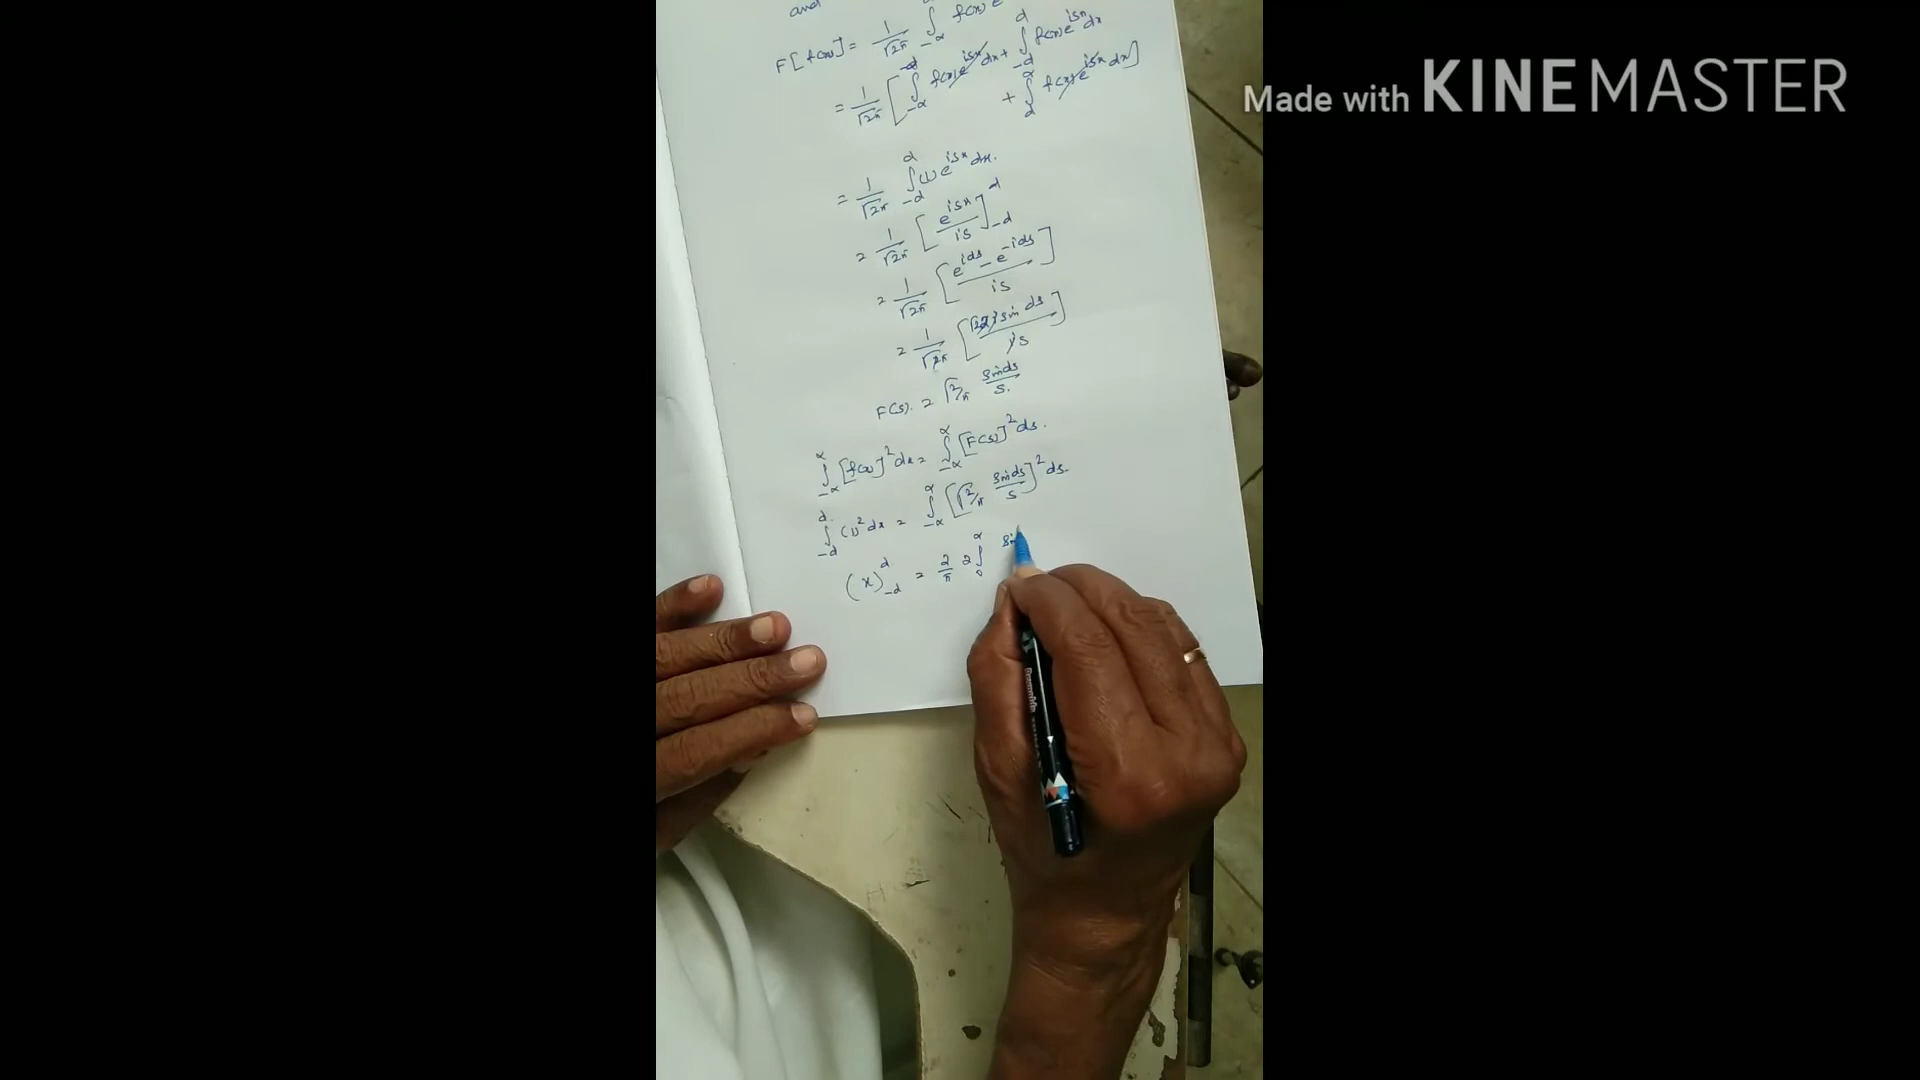 and
F[f(x)] = 1/√2π ∫_{-α} f(x) e
= 1/√2π [ ∫_{-α}^{-d} f(x) e^{isx} dx + ∫_{-d}^{d} f(x) e^{isx} dx
+ ∫_{d}^{α} f(x) e^{isx} dx ]
Made with KINEMASTER
= 1/√2π ∫_{-d}^{d} (1) e^{isx} dx.
= 1/√2π [ e^{isx}/is ]_{-d}^{d}
= 1/√2π [ e^{ids} - e^{-ids} / is ]
= 1/√2π [ 2i sin ds / is ]
F(s). = √2/π sin ds / s.
∫_{-α}^{α} [f(x)]^2 dx = ∫_{-α}^{α} [F(s)]^2 ds.
∫_{-d}^{d} (1)^2 dx = ∫_{-α}^{α} [√2/π sin ds / s]^2 ds.
(x)_{-d}^{d} = 2/π 2 ∫_{0}^{α} sin